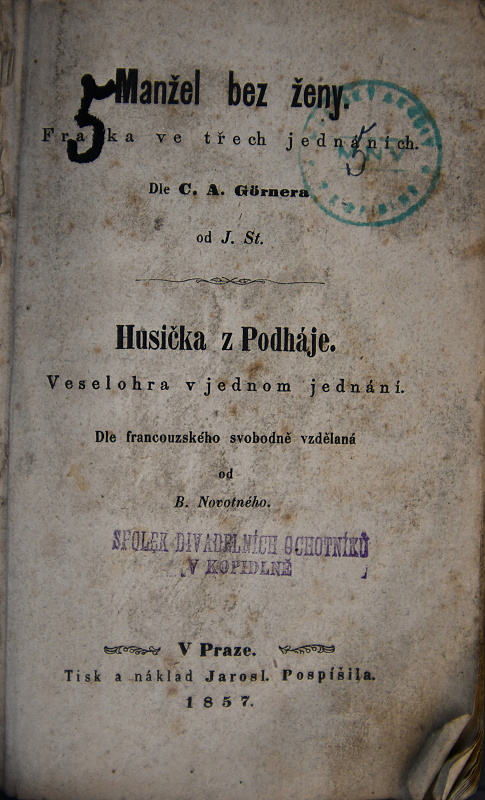 5
Manžel bez ženy.
Fraška ve třech jednáních.
5
Dle C. A. Görnera
od J. St.
Husička z Podháje.
Veselohra v jednom jednání.
Dle francouzského svobodně vzdělaná
od
B. Novotného.
SPOLEK DIVADELNÍCH OCHOTNÍKŮ
V KOPIDLNĚ
V Praze.
Tisk a náklad Jarosl. Pospíšila.
1857.